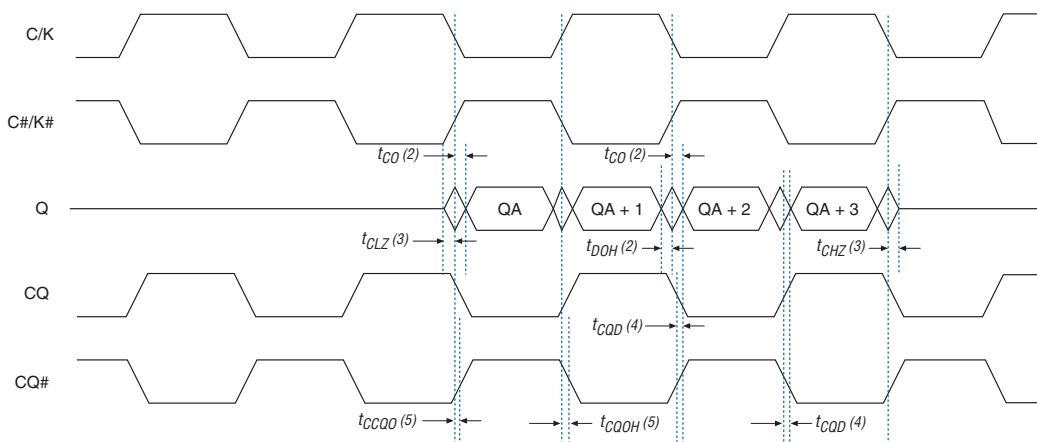 C/K
C#/K#
tCO (2) tCO (2)
Q QA QA + 1 QA + 2 QA + 3
tCLZ (3) tDOH (2) tCHZ (3)
CQ
tCQD (4)
CQ#
tCCQO (5) tCQOH (5) tCQD (4)